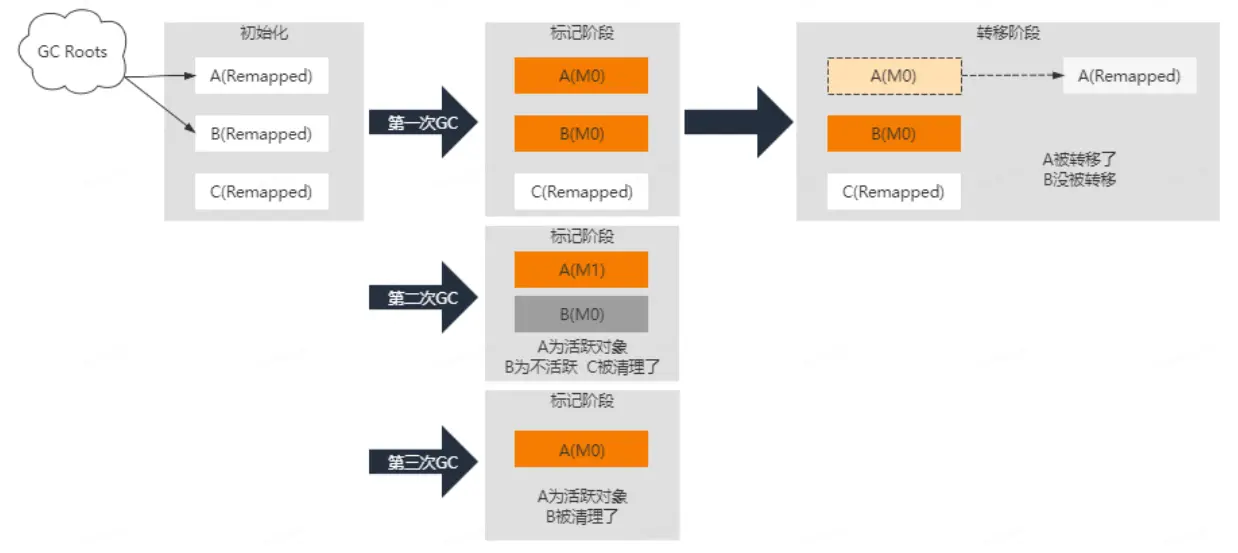 GC Roots
初始化
A(Remapped)
B(Remapped)
C(Remapped)
第一次GC
标记阶段
A(M0)
B(M0)
C(Remapped)
转移阶段
A(M0)
A(Remapped)
B(M0)
C(Remapped)
A被转移了
B没被转移
第二次GC
标记阶段
A(M1)
B(M0)
A为活跃对象
B为不活跃 C被清理了
第三次GC
标记阶段
A(M0)
A为活跃对象
B被清理了